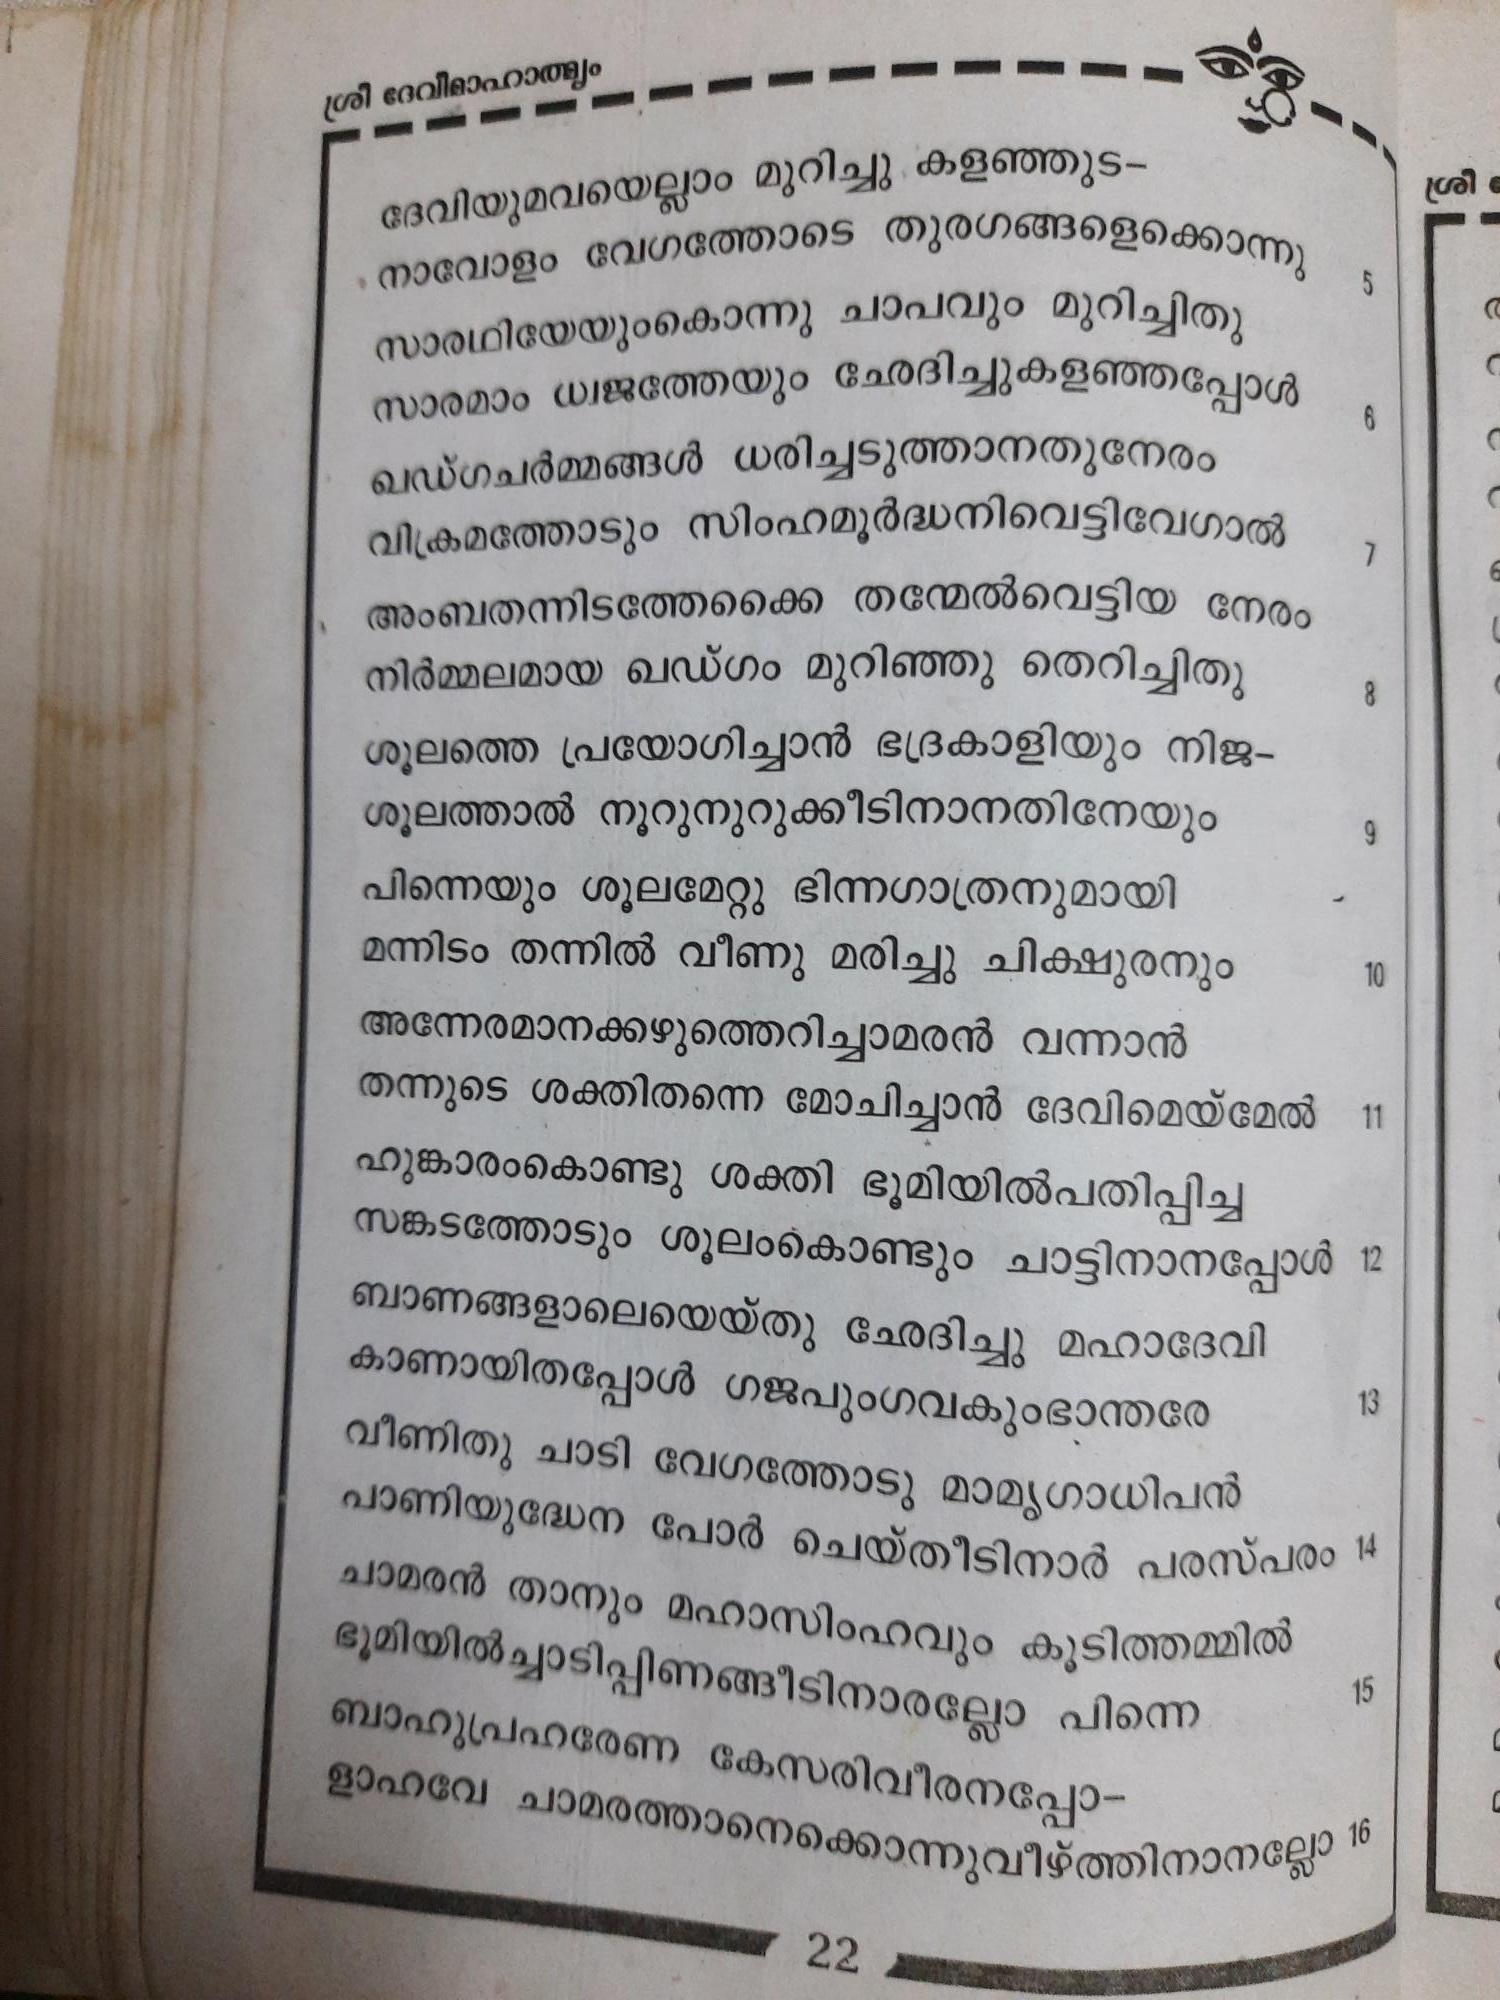 ശ്രീ ദേവീമാഹാത്മ്യം
ദേവിയുമവയെല്ലാം മുറിച്ചു കളഞ്ഞുട-
നാവോളം വേഗത്തോടെ തുരഗങ്ങളെക്കൊന്നു 5
സാരഥിയേയുംകൊന്നു ചാപവും മുറിച്ചിതു
സാരമാം ധ്വജത്തേയും ഛേദിച്ചുകളഞ്ഞപ്പോൾ 6
ഖഡ്ഗചർമ്മങ്ങൾ ധരിച്ചടുത്താനതുനേരം
വിക്രമത്തോടും സിംഹമൂർദ്ധനിവെട്ടിവേഗാൽ 7
അംബതന്നിടത്തേക്കൈ തന്മേൽവെട്ടിയ നേരം
നിർമ്മലമായ ഖഡ്ഗം മുറിഞ്ഞു തെറിച്ചിതു 8
ശൂലത്തെ പ്രയോഗിച്ചാൻ ഭദ്രകാളിയും നിജ-
ശൂലത്താൽ നൂറുനുറുക്കീടിനാനതിനേയും 9
പിന്നെയും ശൂലമേറ്റു ഭിന്നഗാത്രനുമായി
മന്നിടം തന്നിൽ വീണു മരിച്ചു ചിക്ഷുരനും 10
അന്നേരമാനക്കഴുത്തെറിച്ചാമരൻ വന്നാൻ
തന്നുടെ ശക്തിതന്നെ മോചിച്ചാൻ ദേവിമെയ്മേൽ 11
ഹുങ്കാരംകൊണ്ടു ശക്തി ഭൂമിയിൽപതിപ്പിച്ച
സങ്കടത്തോടും ശൂലംകൊണ്ടും ചാട്ടിനാനപ്പോൾ 12
ബാണങ്ങളാലെയെയ്തു ഛേദിച്ചു മഹാദേവി
കാണായിതപ്പോൾ ഗജപുംഗവകുംഭാന്തരേ 13
വീണിതു ചാടി വേഗത്തോടു മാമൃഗാധിപൻ
പാണിയുദ്ധേന പോർ ചെയ്തീടിനാർ പരസ്പരം 14
ചാമരൻ താനും മഹാസിംഹവും കൂടിത്തമ്മിൽ
ഭൂമിയിൽച്ചാടിപ്പിണങ്ങീടിനാരല്ലോ പിന്നെ 15
ബാഹുപ്രഹരേണ കേസരിവീരനപ്പോ-
ളാഹവേ ചാമരത്താനെക്കൊന്നുവീഴ്ത്തിനാനല്ലോ 16
22
ശ്രീ